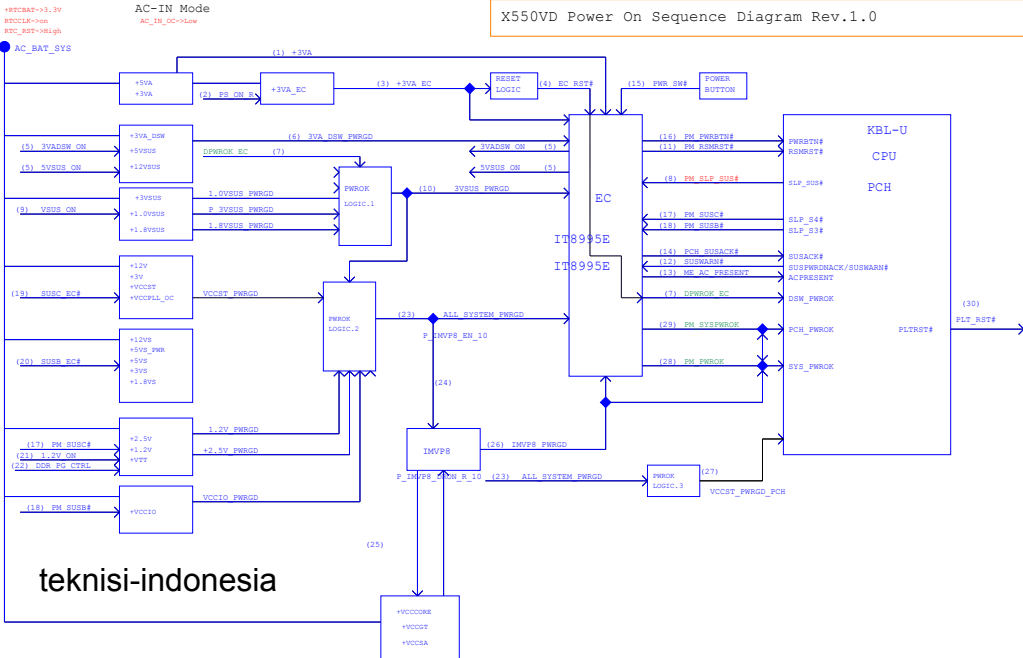 +RTCBAT->3.3V
RTCCLK->on
RTC_RST->High
AC-IN Mode
AC_IN_OC->Low
X550VD Power On Sequence Diagram Rev.1.0
AC_BAT_SYS
(1) +3VA
+5VA
+3VA
(2) PS_ON_R
+3VA_EC
(3) +3VA_EC
RESET
LOGIC
(4) EC_RST#
(15) PWR_SW#
POWER
BUTTON
+3VA_DSW
+5VSUS
+12VSUS
(5) 3VADSW_ON
(5) 5VSUS_ON
(6) 3VA_DSW_PWRGD
DPWROK_EC (7)
3VADSW_ON (5)
5VSUS_ON (5)
EC
IT8995E
IT8995E
KBL-U
CPU
PCH
(16) PM_PWRBTN#
PWRBTN#
(11) PM_RSMRST#
RSMRST#
(8) PM_SLP_SUS#
SLP_SUS#
(17) PM_SUSC#
SLP_S4#
(18) PM_SUSB#
SLP_S3#
(14) PCH_SUSACK#
SUSACK#
(12) SUSWARN#
SUSPWRDNACK/SUSWARN#
(13) ME_AC_PRESENT
ACPRESENT
(7) DPWROK_EC
DSW_PWROK
(29) PM_SYSPWROK
PCH_PWROK
(28) PM_PWROK
SYS_PWROK
PLTRST#
(30)
PLT_RST#
(9) VSUS_ON
+3VSUS
+1.0VSUS
+1.8VSUS
1.0VSUS_PWRGD
P_3VSUS_PWRGD
1.8VSUS_PWRGD
PWROK
LOGIC.1
(10) 3VSUS_PWRGD
(19) SUSC_EC#
+12V
+3V
+VCCST
+VCCPLL_OC
VCCST_PWRGD
PWROK
LOGIC.2
(23) ALL_SYSTEM_PWRGD
P_IMVP8_EN_10
(24)
(20) SUSB_EC#
+12VS
+5VS_PWR
+5VS
+3VS
+1.8VS
(17) PM_SUSC#
(21) 1.2V_ON
(22) DDR_PG_CTRL
+2.5V
+1.2V
+VTT
1.2V_PWRGD
+2.5V_PWRGD
IMVP8
(26) IMVP8_PWRGD
(23) ALL_SYSTEM_PWRGD
PWROK
LOGIC.3
(27)
VCCST_PWRGD_PCH
(18) PM_SUSB#
+VCCIO
VCCIO_PWRGD
(25)
+VCCCORE
+VCCGT
+VCCSA
teknisi-indonesia